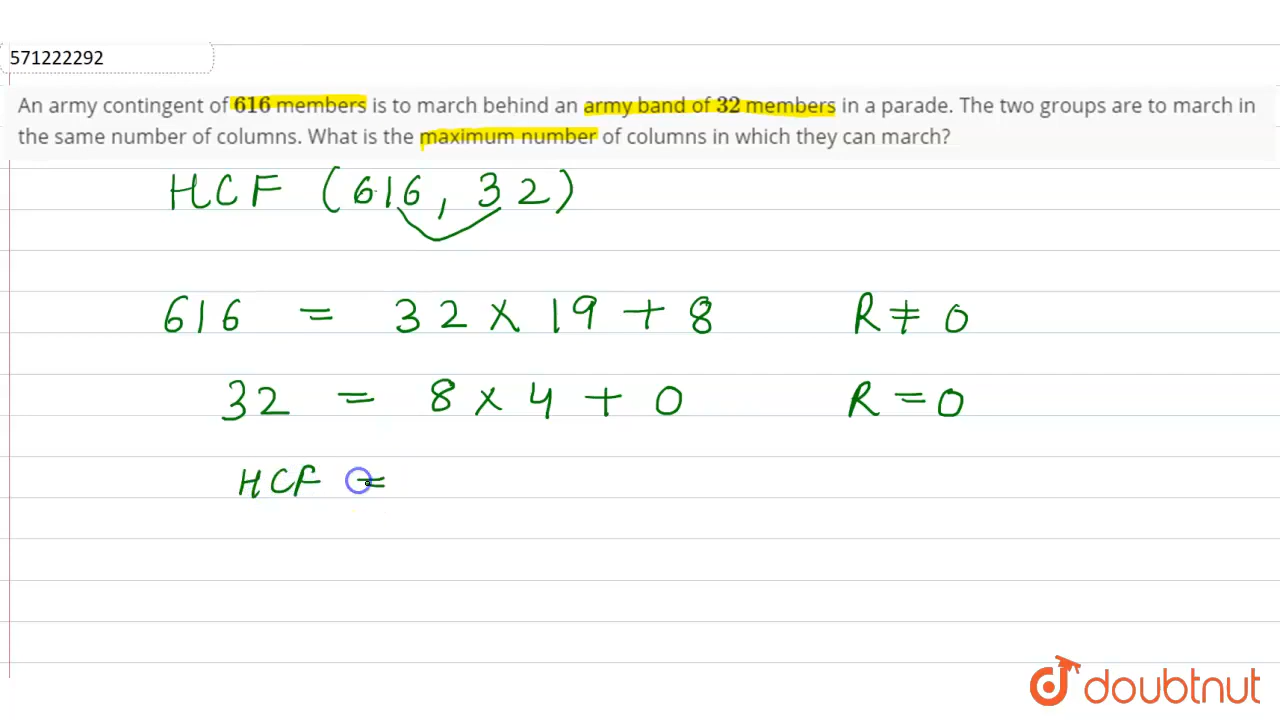 571222292
An army contingent of 616 members is to march behind an army band of 32 members in a parade. The two groups are to march in
the same number of columns. What is the maximum number of columns in which they can march?
HCF (616, 32)
616 = 32 × 19 + 8 R ≠ 0
32 = 8 × 4 + 0 R = 0
HCF =
doubtnut